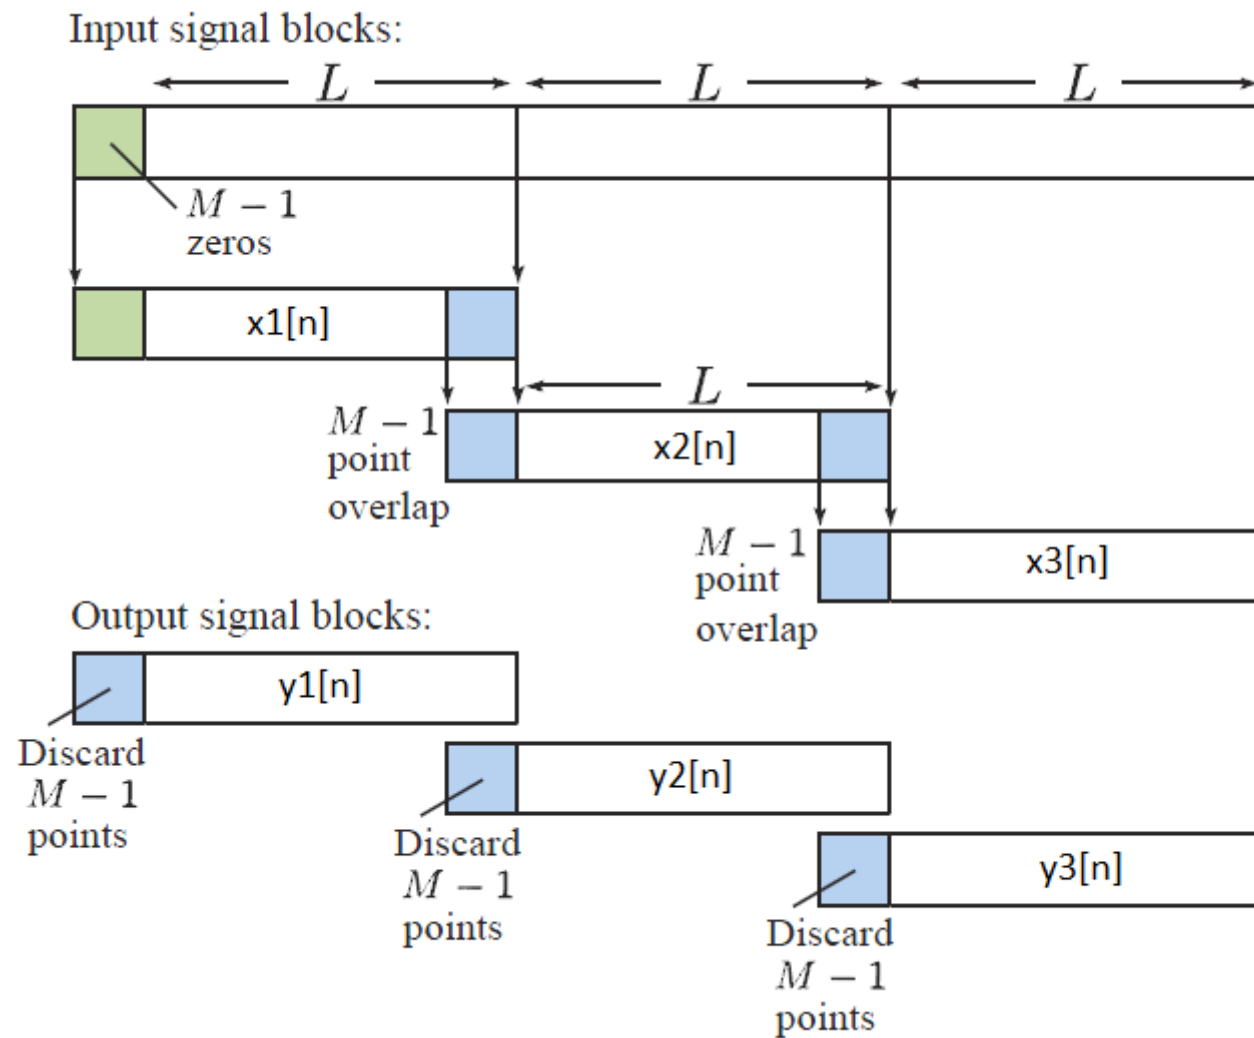 Input signal blocks:
L L L
M − 1
zeros
x1[n]
L
M − 1
point
overlap
x2[n]
M − 1
point
overlap
x3[n]
Output signal blocks:
y1[n]
Discard
M − 1
points
y2[n]
Discard
M − 1
points
y3[n]
Discard
M − 1
points